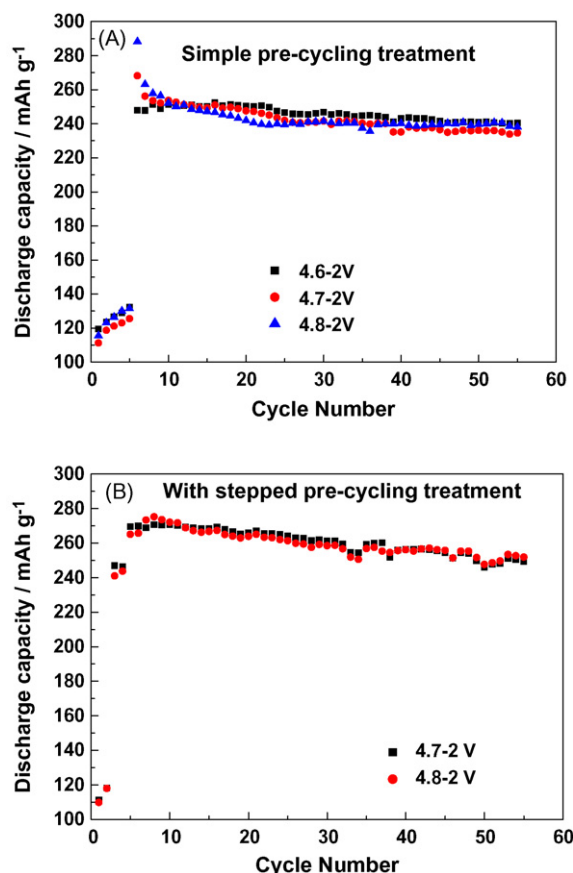 (A)
Simple pre-cycling treatment
300
280
260
240
220
200
180
160
140
120
100
Discharge capacity / mAh g⁻¹
4.6-2V
4.7-2V
4.8-2V
0 10 20 30 40 50 60
Cycle Number
(B)
With stepped pre-cycling treatment
300
280
260
240
220
200
180
160
140
120
100
Discharge capacity / mAh g⁻¹
4.7-2 V
4.8-2 V
0 10 20 30 40 50 60
Cycle Number